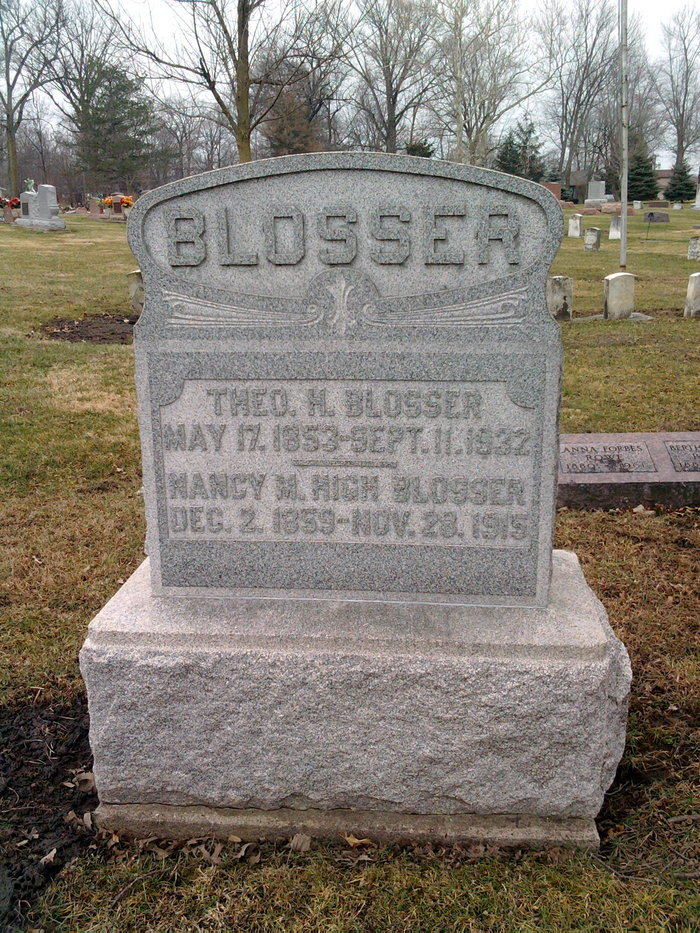 BLOSSER
THEO. H. BLOSSER
MAY 17. 1853-SEPT. 11. 1932
NANCY M. HIGH BLOSSER
DEC. 2. 1859-NOV. 28. 1915
ANNA FORBES
ROWE